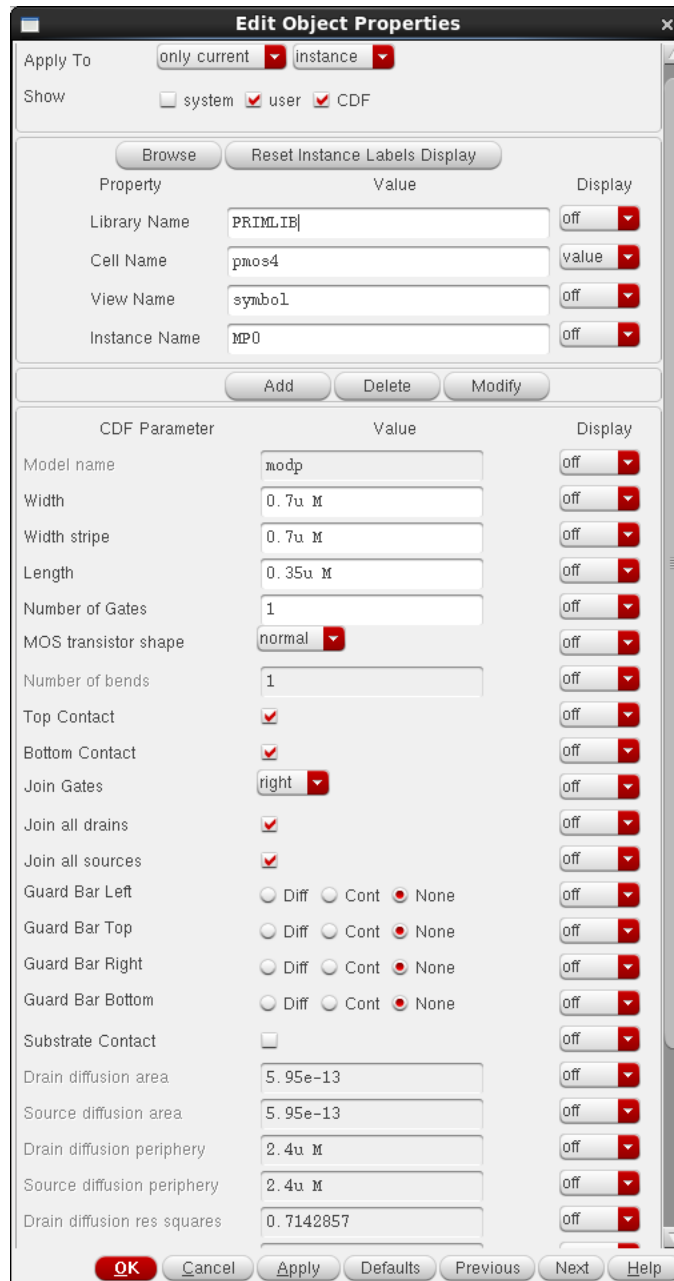 Edit Object Properties
Apply To only current instance
Show system user CDF
Browse Reset Instance Labels Display
Property Value Display
Library Name PRIMLIB off
Cell Name pmos4 value
View Name symbol off
Instance Name MP0 off
Add Delete Modify
CDF Parameter Value Display
Model name modp off
Width 0.7u M off
Width stripe 0.7u M off
Length 0.35u M off
Number of Gates 1 off
MOS transistor shape normal off
Number of bends 1 off
Top Contact off
Bottom Contact off
Join Gates right off
Join all drains off
Join all sources off
Guard Bar Left Diff Cont None off
Guard Bar Top Diff Cont None off
Guard Bar Right Diff Cont None off
Guard Bar Bottom Diff Cont None off
Substrate Contact off
Drain diffusion area 5.95e-13 off
Source diffusion area 5.95e-13 off
Drain diffusion periphery 2.4u M off
Source diffusion periphery 2.4u M off
Drain diffusion res squares 0.7142857 off
OK Cancel Apply Defaults Previous Next Help